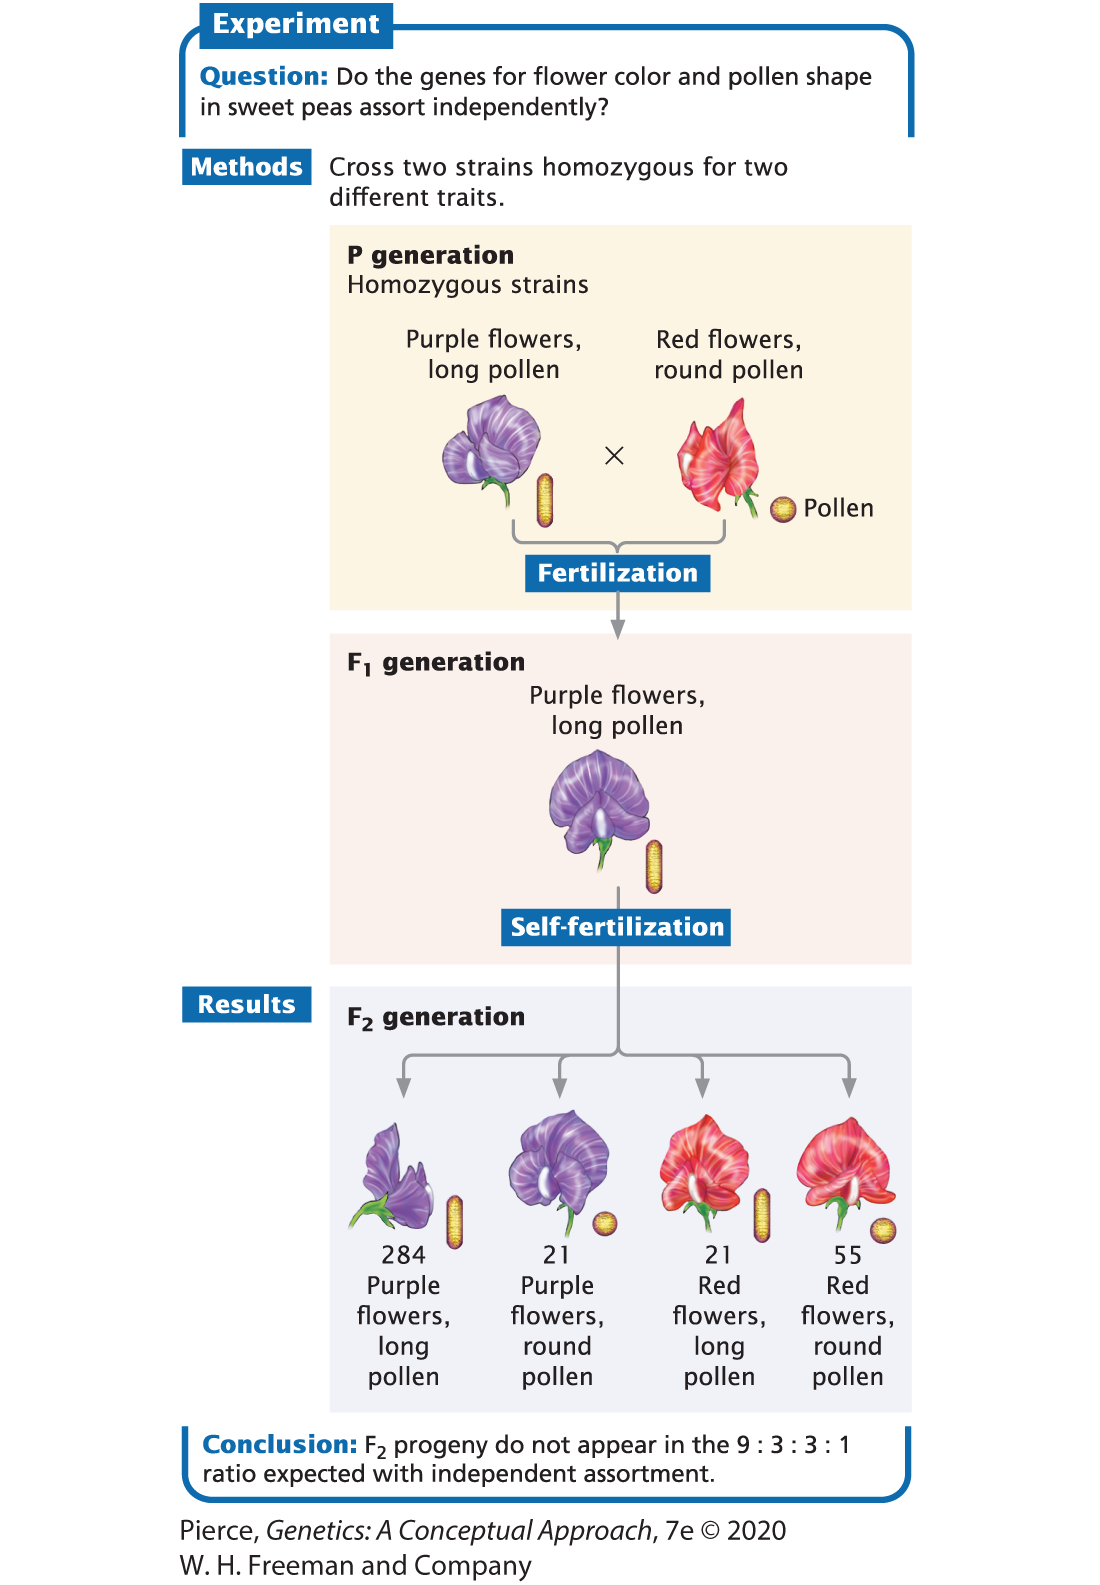 Experiment
Question: Do the genes for flower color and pollen shape
in sweet peas assort independently?
Methods
Cross two strains homozygous for two
different traits.
P generation
Homozygous strains
Purple flowers,
long pollen
Red flowers,
round pollen
×
Pollen
Fertilization
F1 generation
Purple flowers,
long pollen
Self-fertilization
Results
F2 generation
284
Purple
flowers,
long
pollen
21
Purple
flowers,
round
pollen
21
Red
flowers,
long
pollen
55
Red
flowers,
round
pollen
Conclusion: F2 progeny do not appear in the 9 : 3 : 3 : 1
ratio expected with independent assortment.
Pierce, Genetics: A Conceptual Approach, 7e © 2020
W. H. Freeman and Company